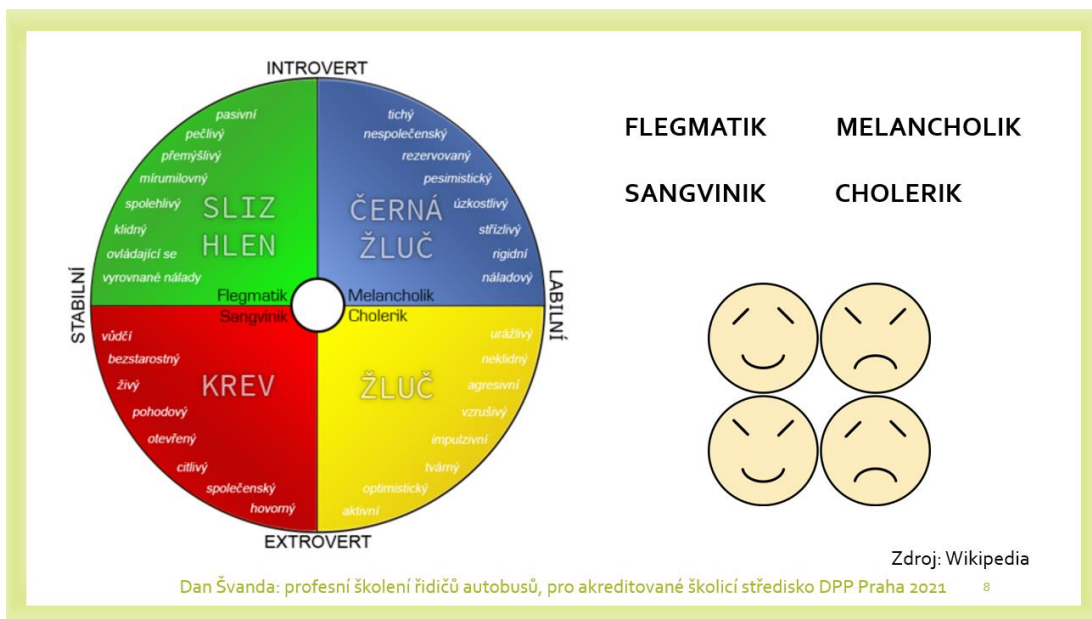 INTROVERT
pasivní
pečlivý
přemýšlivý
mírumilovný
spolehlivý
klidný
ovládající se
vyrovnané nálady
SLIZ
HLEN
Flegmatik
tichý
nespolečenský
rezervovaný
pesimistický
úzkostlivý
střízlivý
rigidní
náladový
ČERNÁ
ŽLUČ
Melancholik
STABILNÍ
LABILNÍ
Sangvinik
vůdčí
bezstarostný
živý
pohodový
otevřený
citlivý
společenský
hovorný
KREV
Cholerik
urážlivý
neklidný
agresivní
vzrušivý
impulzivní
tvárný
optimistický
aktivní
ŽLUČ
EXTROVERT
FLEGMATIK MELANCHOLIK
SANGVINIK CHOLERIK
Zdroj: Wikipedia
Dan Švanda: profesní školení řidičů autobusů, pro akreditované školicí středisko DPP Praha 2021 8